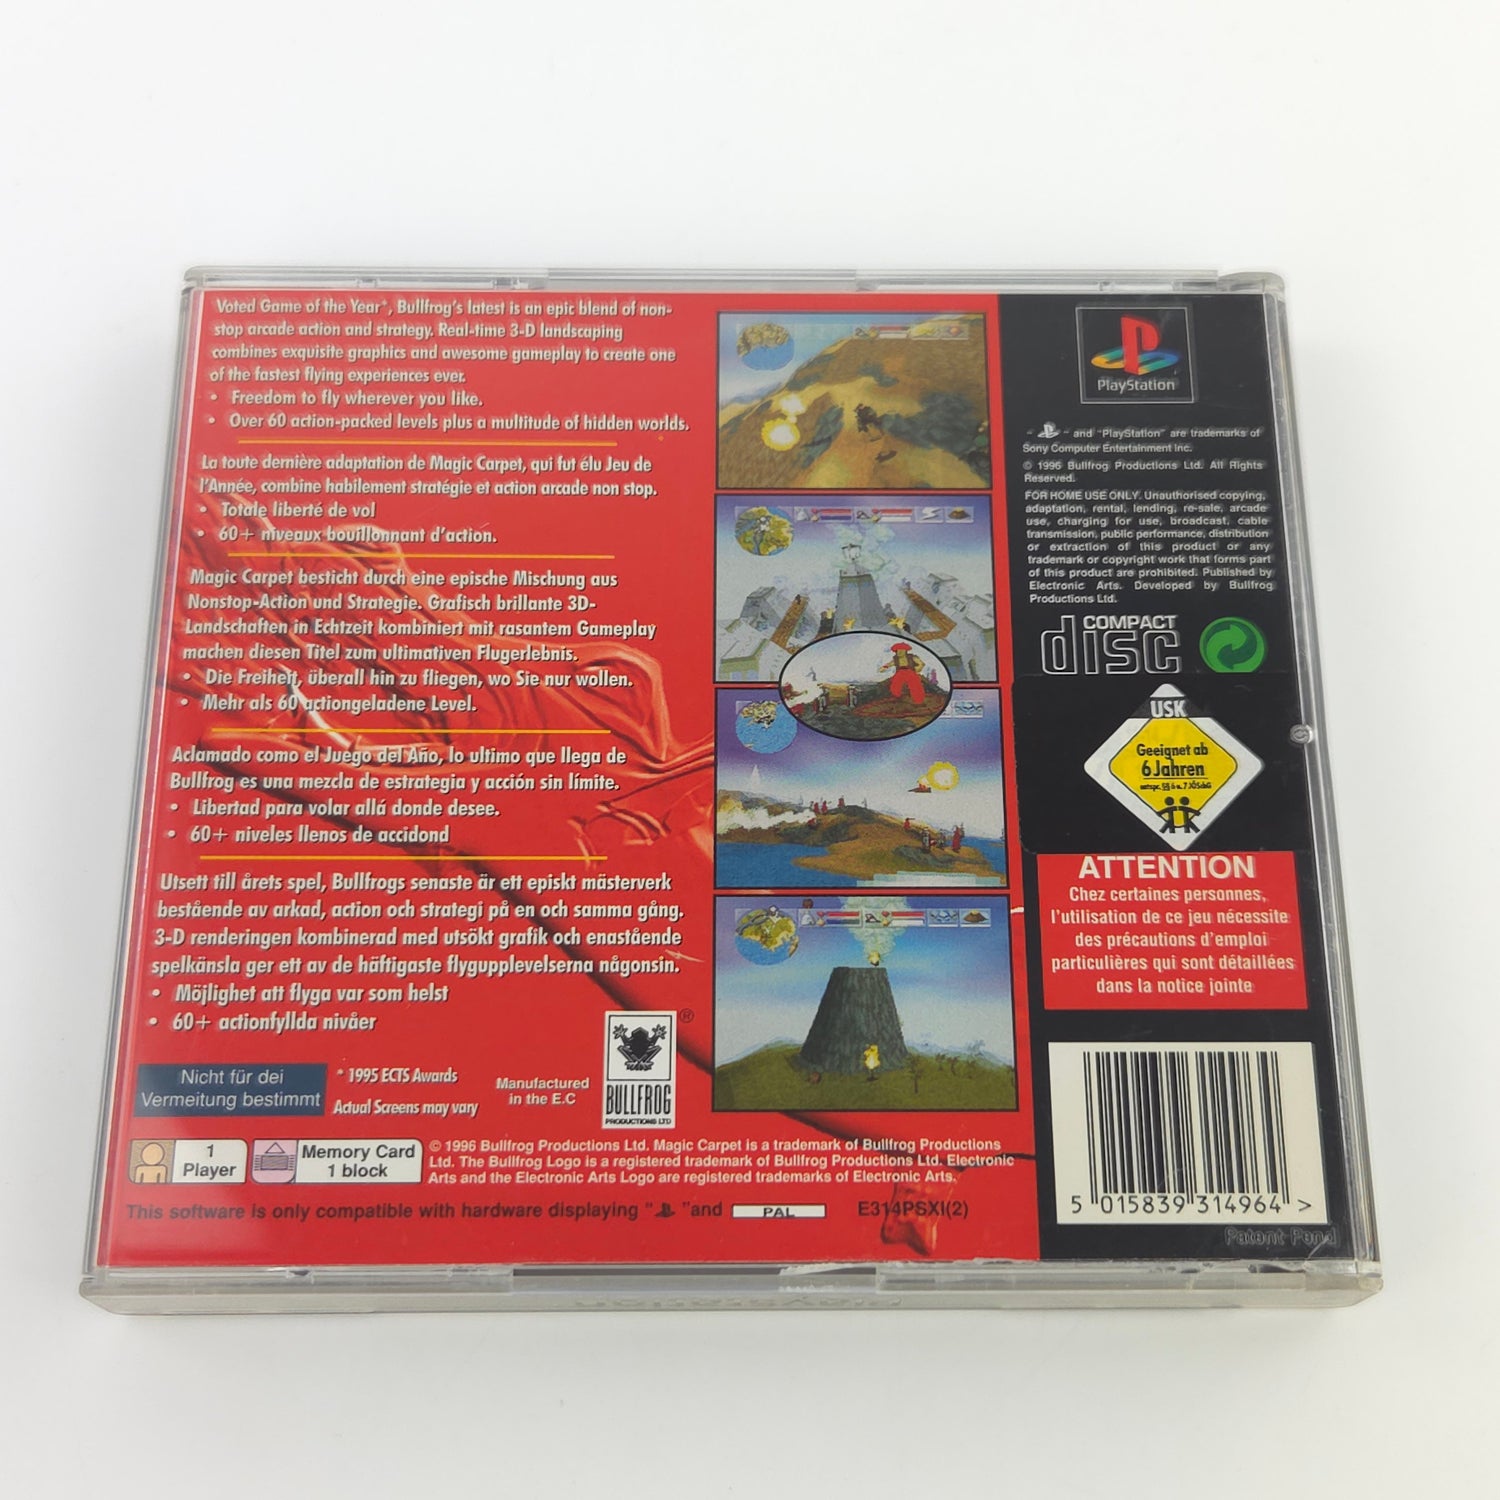 Voted Game of the Year*, Bullfrog's latest is an epic blend of non-
stop arcade action and strategy. Real-time 3-D landscaping
combines exquisite graphics and awesome gameplay to create one
of the fastest flying experiences ever.
• Freedom to fly wherever you like.
• Over 60 action-packed levels plus a multitude of hidden worlds.
La toute dernière adaptation de Magic Carpet, qui fut élu Jeu de
l'Année, combine habilement stratégie et action arcade non stop.
• Totale liberté de vol
• 60+ niveaux bouillonnant d'action.
Magic Carpet besticht durch eine epische Mischung aus
Nonstop-Action und Strategie. Grafisch brillante 3D-
Landschaften in Echtzeit kombiniert mit rasantem Gameplay
machen diesen Titel zum ultimativen Flugerlebnis.
• Die Freiheit, überall hin zu fliegen, wo Sie nur wollen.
• Mehr als 60 actiongeladene Level.
Aclamado como el Juego del Año, lo ultimo que llega de
Bullfrog es una mezcla de estrategia y acción sin límite.
• Libertad para volar allá donde desee.
• 60+ niveles llenos de accidond
Utsett till årets spel, Bullfrogs senaste är ett episkt mästerverk
bestående av arkad, action och strategi på en och samma gång.
3-D renderingen kombinerad med utsökt grafik och enastående
spelkänsla ger ett av de häftigaste flygupplevelserna någonsin.
• Möjlighet att flyga var som helst
• 60+ actionfyllda nivåer
Nicht für dei
Vermeitung bestimmt
* 1995 ECTS Awards
Actual Screens may vary
Manufactured
in the E.C
BULLFROG
PRODUCTIONS LTD
®
1
Player
Memory Card
1 block
© 1996 Bullfrog Productions Ltd. Magic Carpet is a trademark of Bullfrog Productions
Ltd. The Bullfrog Logo is a registered trademark of Bullfrog Productions Ltd. Electronic
Arts and the Electronic Arts Logo are registered trademarks of Electronic Arts.
This software is only compatible with hardware displaying " " and PAL
E314PSXI(2)
PlayStation
" " and "PlayStation" are trademarks of
Sony Computer Entertainment Inc.
© 1996 Bullfrog Productions Ltd. All Rights
Reserved.
FOR HOME USE ONLY. Unauthorised copying,
adaptation, rental, lending, re-sale, arcade
use, charging for use, broadcast, cable
transmission, public performance, distribution
or extraction of this product or any
trademark or copyright work that forms part
of this product are prohibited. Published by
Electronic Arts. Developed by Bullfrog
Productions Ltd.
COMPACT
disc
USK
Geeignet ab
6 Jahren
entspr. §§ 6 u. 7 JÖSchG
ATTENTION
Chez certaines personnes,
l'utilisation de ce jeu nécessite
des précautions d'emploi
particulières qui sont détaillées
dans la notice jointe
5 015839 314964 >
Patent Pend
PlayStation